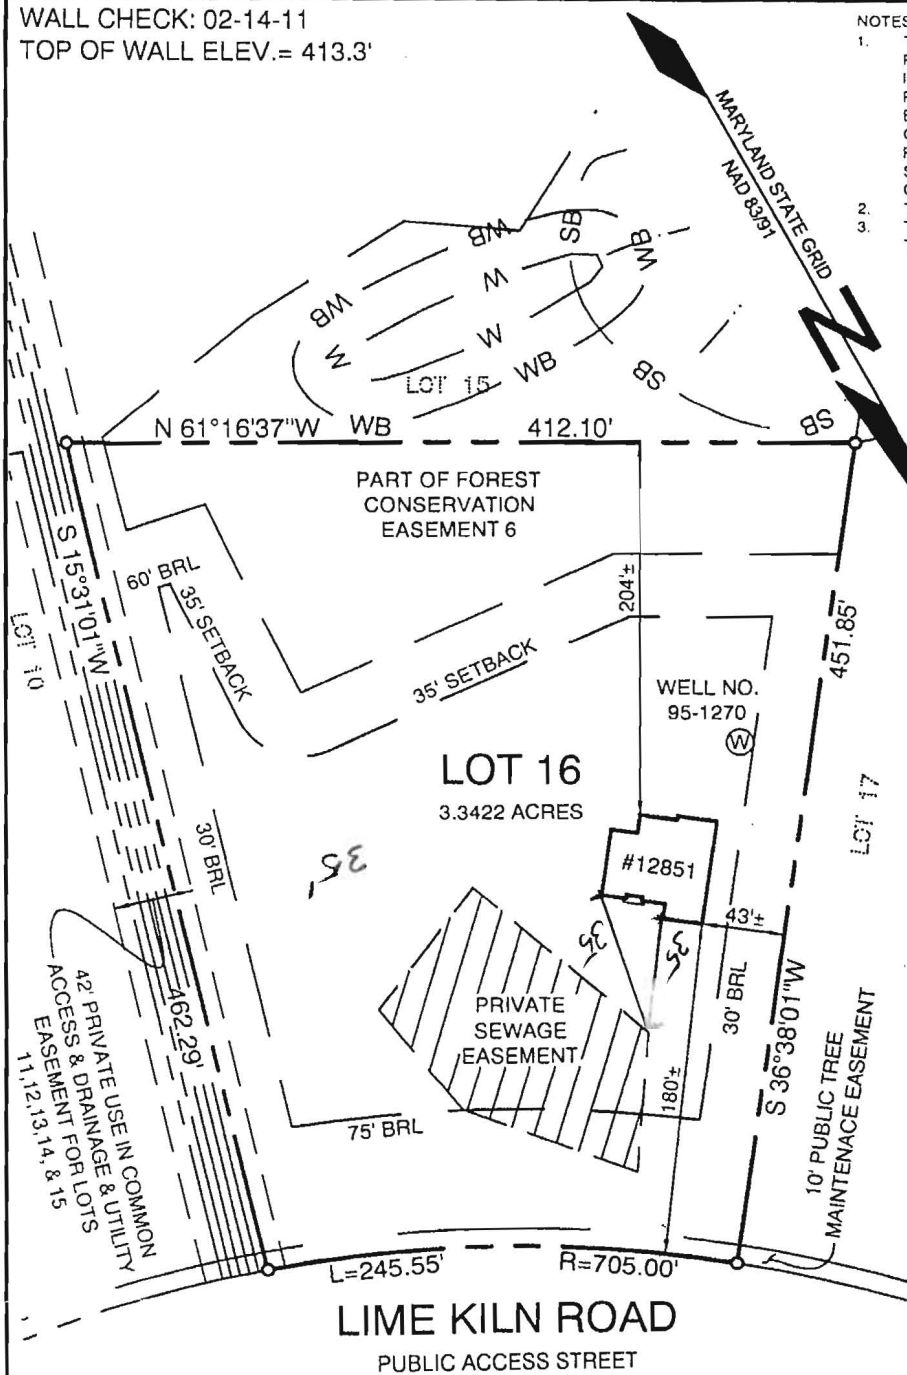 WALL CHECK: 02-14-11
TOP OF WALL ELEV.= 413.3'
NOTES
1.
2.
3.
MARYLAND STATE GRID
NAD 83/91
WB
SB
WB
WB
W
W
W
WB
SB
SB
LOT 15
N 61°16'37"W
WB
412.10'
PART OF FOREST
CONSERVATION
EASEMENT 6
S 15°31'01"W
LOT 10
60' BRL
35' SETBACK
35' SETBACK
204'±
451.85'
WELL NO.
95-1270
W
LOT 16
3.3422 ACRES
LOT 17
30' BRL
35'
#12851
43'±
35'
35'
462.29'
42' PRIVATE USE IN COMMON
ACCESS & DRAINAGE & UTILITY
EASEMENT FOR LOTS
11,12,13,14, & 15
PRIVATE
SEWAGE
EASEMENT
30' BRL
S 36°38'01"W
180'±
75' BRL
10' PUBLIC TREE
MAINTENACE EASEMENT
L=245.55'
R=705.00'
LIME KILN ROAD
PUBLIC ACCESS STREET